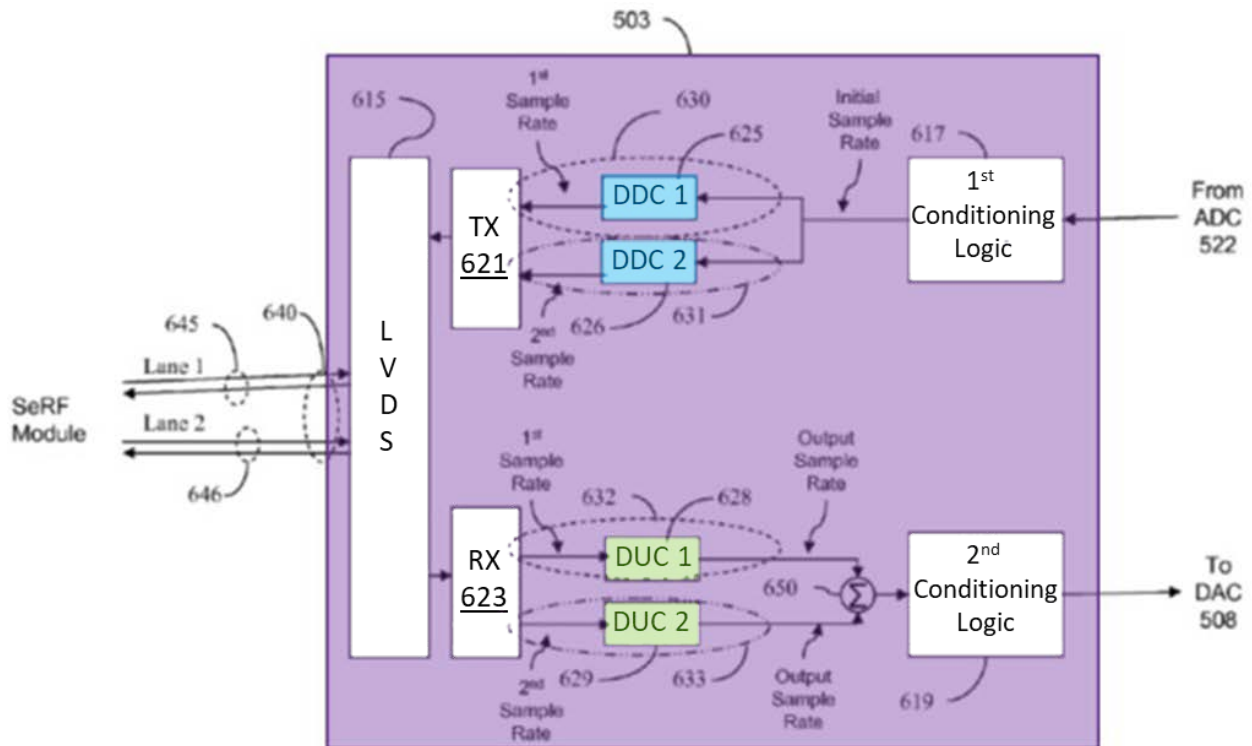 503
615
1st
Sample
Rate
630
625
Initial
Sample
Rate
617
DDC 1
1st
Conditioning
Logic
From
ADC
522
TX
621
DDC 2
626
631
2nd
Sample
Rate
645
640
Lane 1
L
V
D
S
SeRF
Module
Lane 2
646
1st
Sample
Rate
632
628
Output
Sample
Rate
RX
623
DUC 1
650
Σ
2nd
Conditioning
Logic
To
DAC
508
DUC 2
629
633
2nd
Sample
Rate
Output
Sample
Rate
619